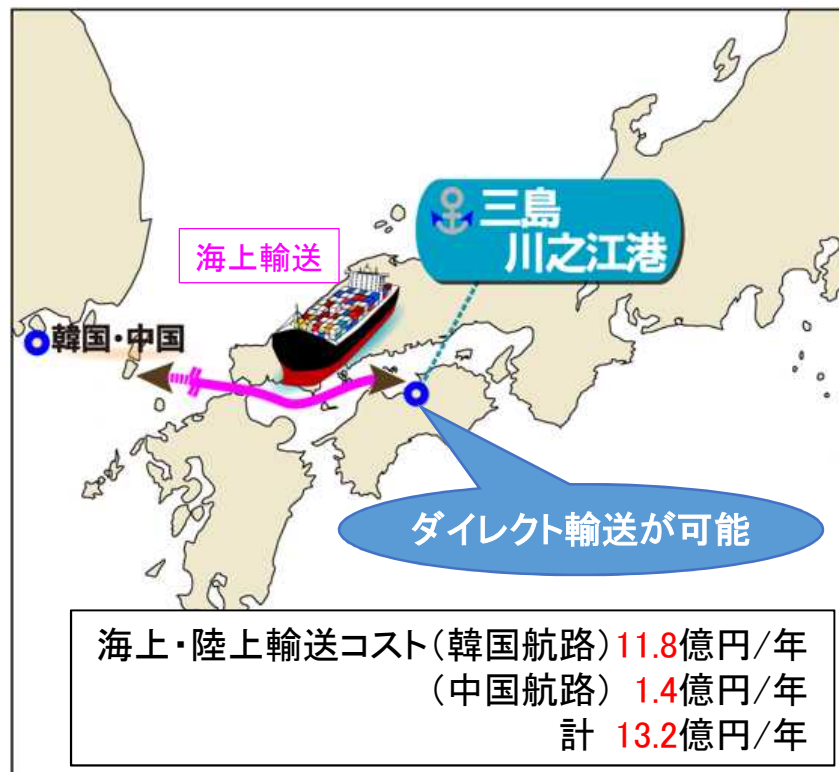 三島
川之江港
海上輸送
韓国・中国
ダイレクト輸送が可能
海上・陸上輸送コスト(韓国航路)11.8億円/年
(中国航路) 1.4億円/年
計 13.2億円/年